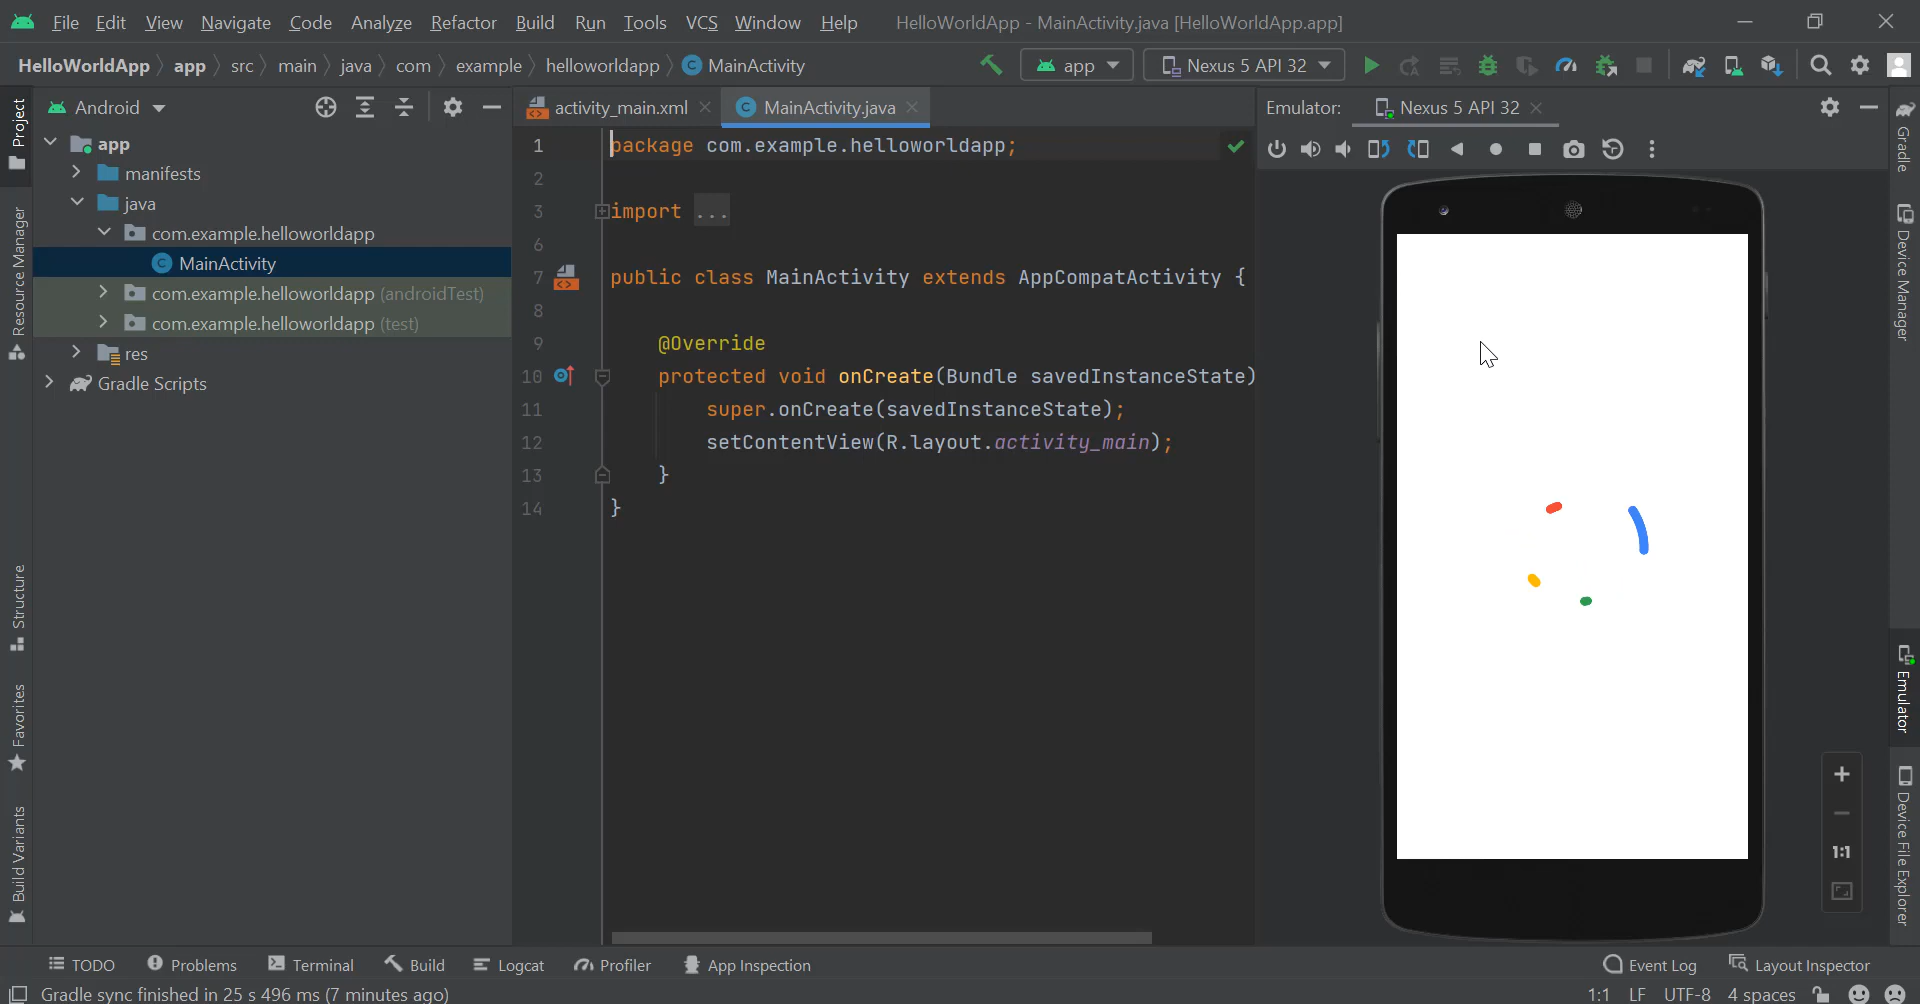 File Edit View Navigate Code Analyze Refactor Build Run Tools VCS Window Help HelloWorldApp - MainActivity.java [HelloWorldApp.app]
HelloWorldApp app src main java com example helloworldapp MainActivity app Nexus 5 API 32
Project
Resource Manager
Structure
Favorites
Build Variants
Android
app
manifests
java
com.example.helloworldapp
MainActivity
com.example.helloworldapp (androidTest)
com.example.helloworldapp (test)
res
Gradle Scripts
activity_main.xml MainActivity.java
1 package com.example.helloworldapp;
2
3 import ...
6
7 public class MainActivity extends AppCompatActivity {
8
9 @Override
10 protected void onCreate(Bundle savedInstanceState)
11 super.onCreate(savedInstanceState);
12 setContentView(R.layout.activity_main);
13 }
14 }
Emulator: Nexus 5 API 32
1:1
Gradle
Device Manager
Emulator
Device File Explorer
TODO Problems Terminal Build Logcat Profiler App Inspection Event Log Layout Inspector
Gradle sync finished in 25 s 496 ms (7 minutes ago) 1:1 LF UTF-8 4 spaces